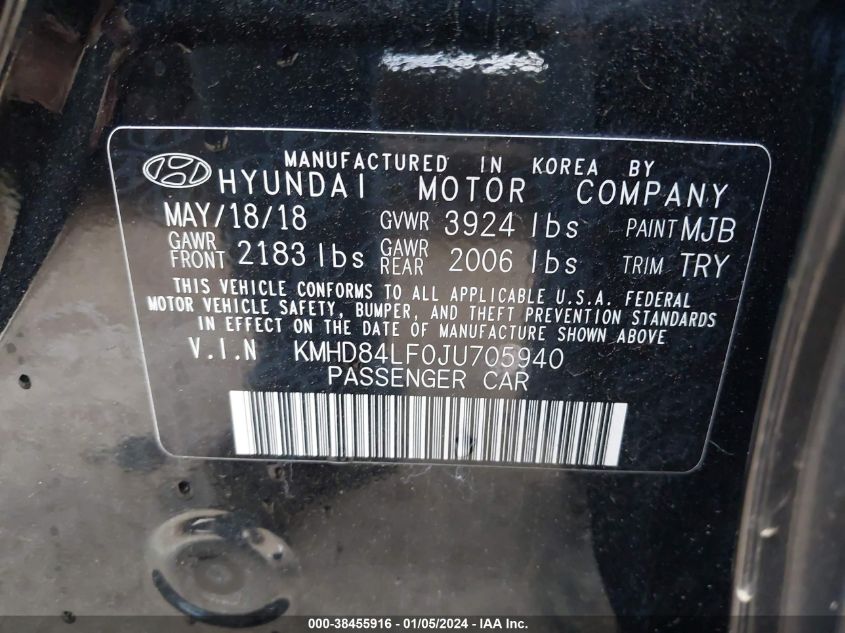 MANUFACTURED IN KOREA BY
HYUNDAI MOTOR COMPANY
MAY/18/18 GVWR 3924 lbs PAINT MJB
GAWR FRONT 2183 lbs GAWR REAR 2006 lbs TRIM TRY
THIS VEHICLE CONFORMS TO ALL APPLICABLE U.S.A. FEDERAL
MOTOR VEHICLE SAFETY, BUMPER, AND THEFT PREVENTION STANDARDS
IN EFFECT ON THE DATE OF MANUFACTURE SHOWN ABOVE
V.I.N KMHD84LF0JU705940
PASSENGER CAR
000-38455916 - 01/05/2024 - IAA Inc.